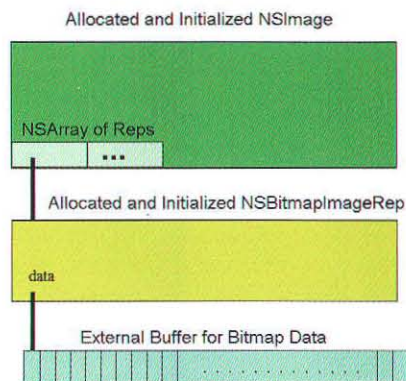 Allocated and Initialized NSImage
NSArray of Reps
...
Allocated and Initialized NSBitmapImageRep
data
External Buffer for Bitmap Data
. . . . . . . . . . . . . . .